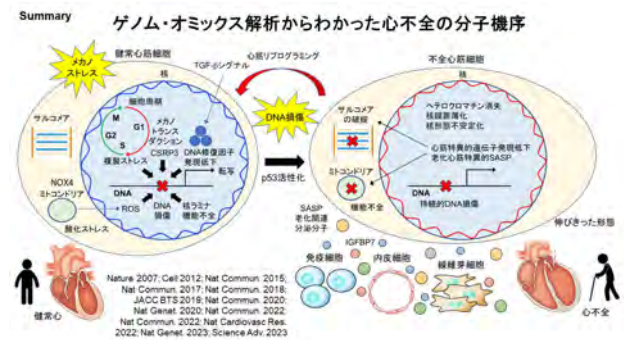 Summary
ゲノム・オミックス解析からわかった心不全の分子機序
健常心筋細胞
メカノ
ストレス
核
TGF-βシグナル
心筋リプログラミング
不全心筋細胞
核
細胞周期
M
G1
G2
S
複製ストレス
メカノ
トランス
ダクション
CSRP3
DNA修復因子
発現低下
転写
サルコメア
NOX4
ミトコンドリア
ROS
酸化ストレス
DNA
DNA
損傷
核ラミナ
機能不全
DNA損傷
p53活性化
サルコメア
の破綻
ヘテロクロマチン消失
核膜菲薄化
核形態不安定化
心筋特異的遺伝子発現低下
老化心筋特異的SASP
ミトコンドリア
機能不全
DNA
持続的DNA損傷
伸びきった形態
SASP
老化関連
分泌分子
IGFBP7
免疫細胞
内皮細胞
線維芽細胞
健常心
心不全
Nature 2007; Cell 2012; Nat Commun. 2015;
Nat Commun. 2017; Nat Commun. 2018;
JACC BTS 2019; Nat Commun. 2020;
Nat Genet. 2020; Nat Commun. 2022;
Nat Commun. 2022; Nat Cardiovasc Res.
2022; Nat Genet. 2023; Science Adv. 2023